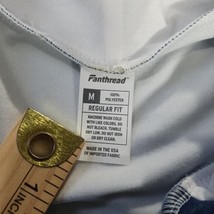 Fanthread
M
100%
POLYESTER
REGULAR FIT
MACHINE WASH COLD
WITH LIKE COLORS. DO
NOT BLEACH. TUMBLE
DRY LOW. DO NOT IRON
OR DRY CLEAN.
MADE IN THE USA
OF IMPORTED FABRIC
1
INCH